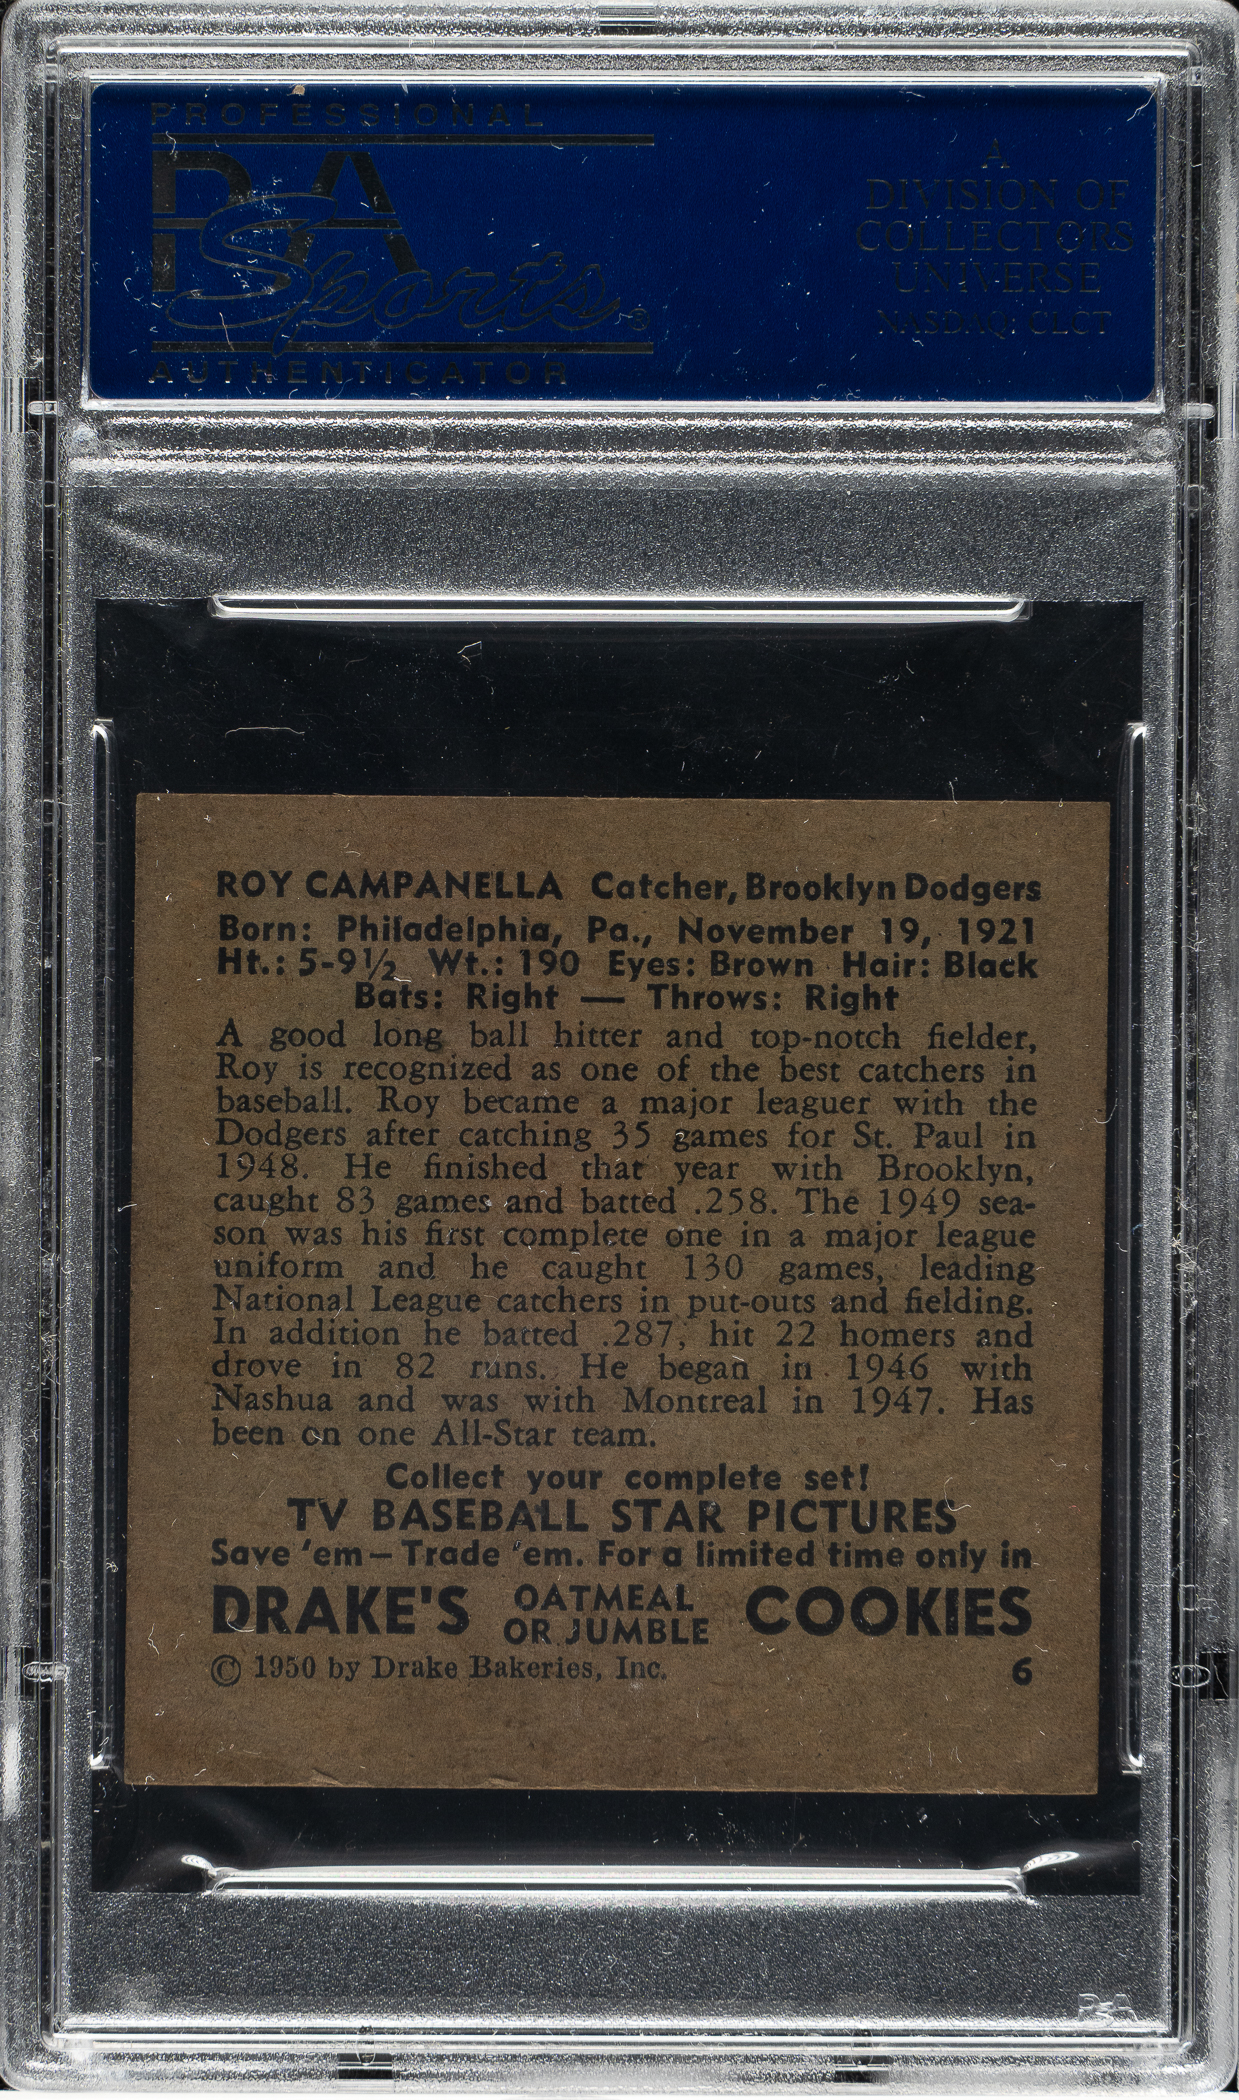 PROFESSIONAL
PSA
Sports®
AUTHENTICATOR
A
DIVISION OF
COLLECTORS
UNIVERSE
NASDAQ: CLCT
ROY CAMPANELLA Catcher, Brooklyn Dodgers
Born: Philadelphia, Pa., November 19, 1921
Ht.: 5-9½ Wt.: 190 Eyes: Brown Hair: Black
Bats: Right — Throws: Right
A good long ball hitter and top-notch fielder,
Roy is recognized as one of the best catchers in
baseball. Roy became a major leaguer with the
Dodgers after catching 35 games for St. Paul in
1948. He finished that year with Brooklyn,
caught 83 games and batted .258. The 1949 sea-
son was his first complete one in a major league
uniform and he caught 130 games, leading
National League catchers in put-outs and fielding.
In addition he batted .287, hit 22 homers and
drove in 82 runs. He began in 1946 with
Nashua and was with Montreal in 1947. Has
been on one All-Star team.
Collect your complete set!
TV BASEBALL STAR PICTURES
Save 'em—Trade 'em. For a limited time only in
DRAKE'S OATMEAL OR JUMBLE COOKIES
© 1950 by Drake Bakeries, Inc. 6
PSA